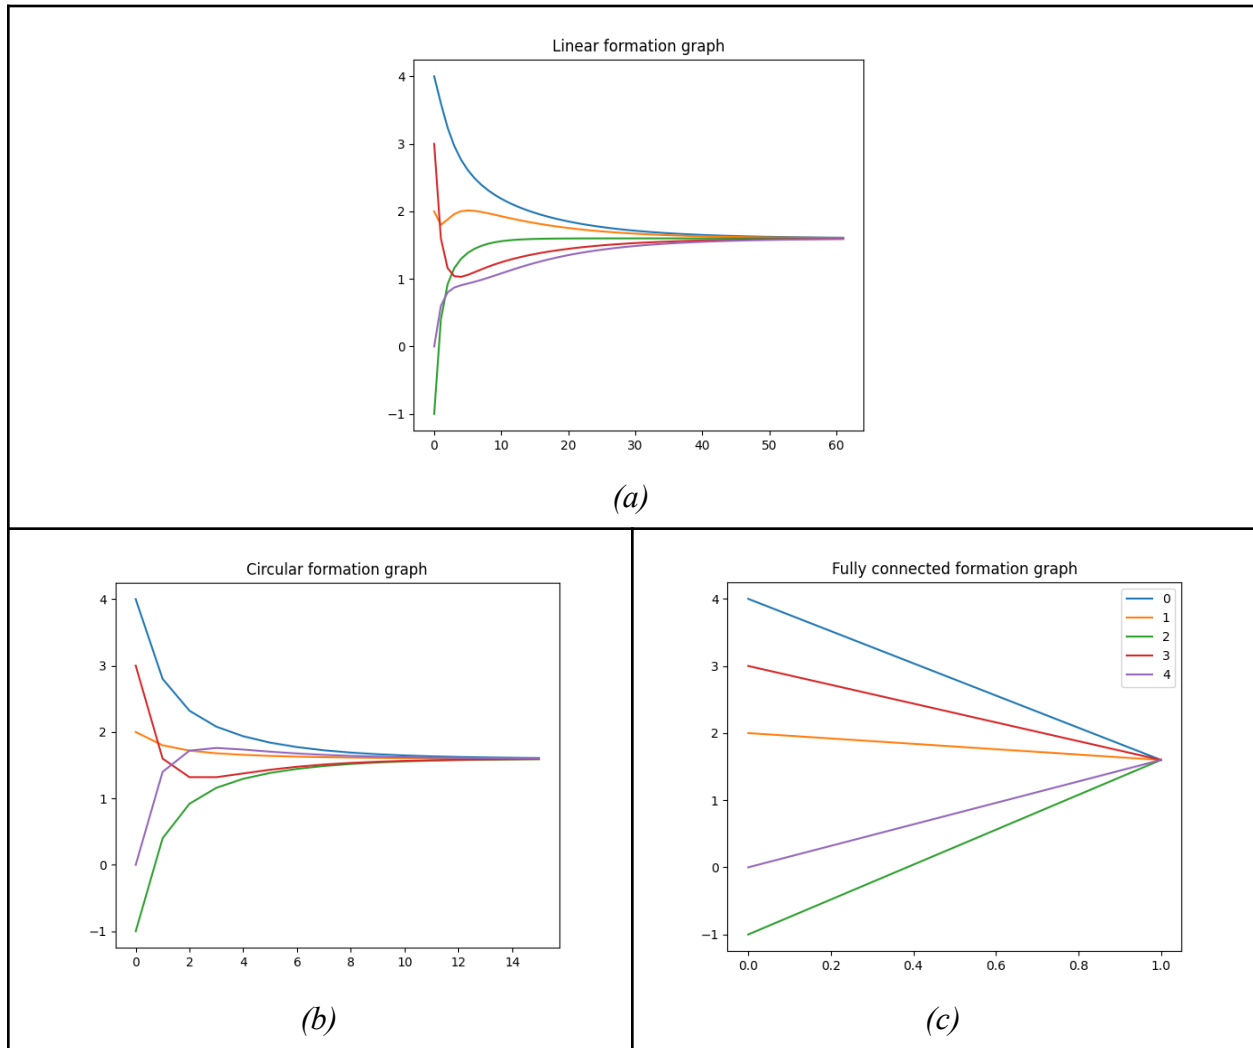 Linear formation graph
4
3
2
1
0
−1
0 10 20 30 40 50 60
(a)
Circular formation graph
4
3
2
1
0
−1
0 2 4 6 8 10 12 14
(b)
Fully connected formation graph
0
1
2
3
4
4
3
2
1
0
−1
0.0 0.2 0.4 0.6 0.8 1.0
(c)